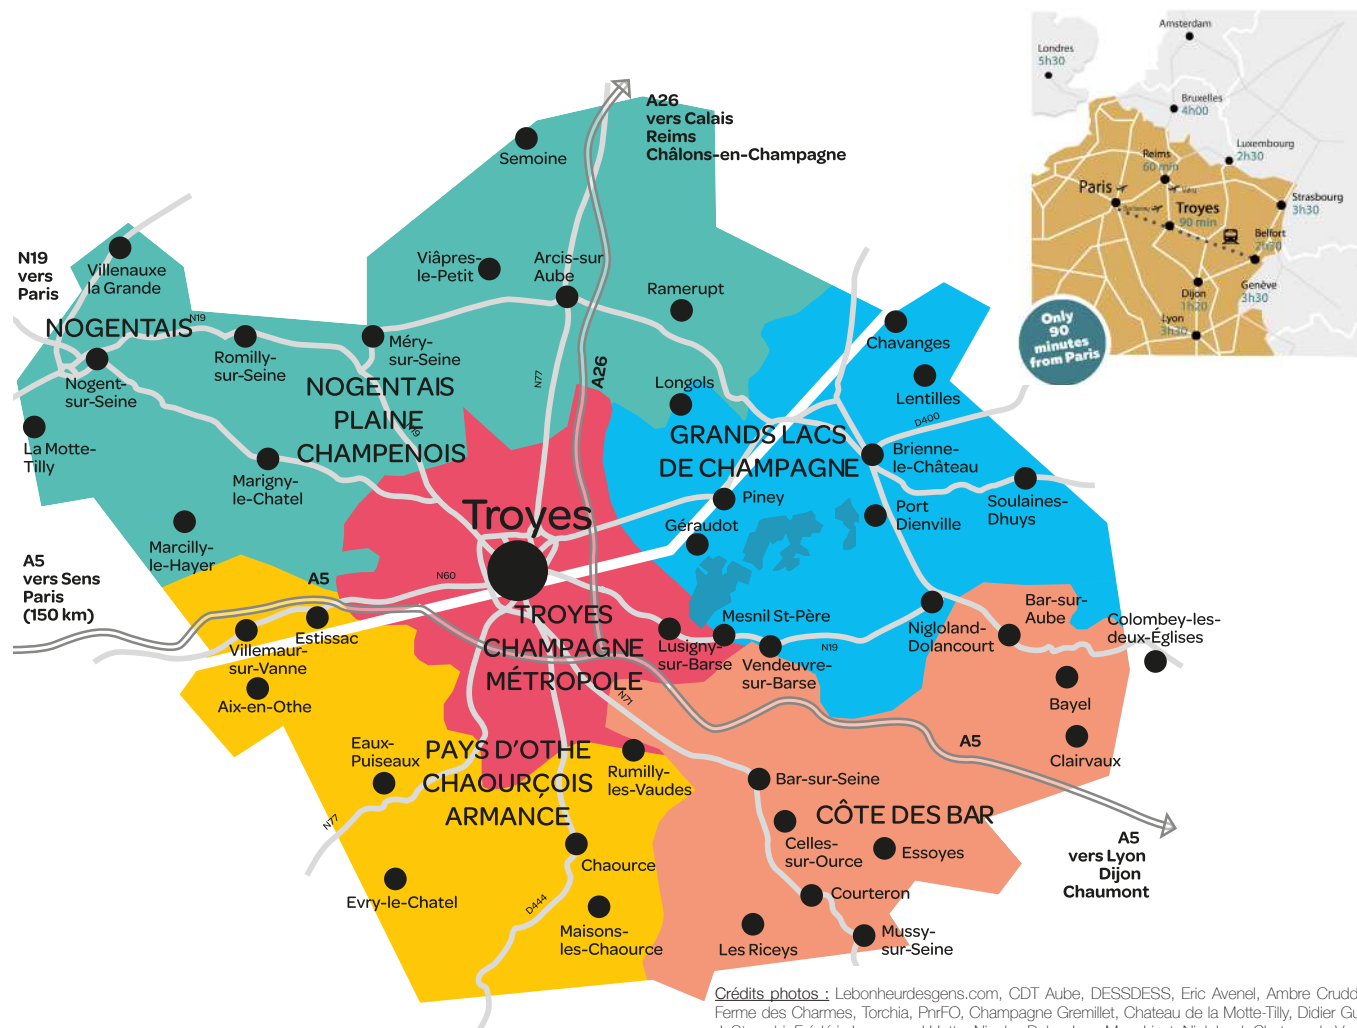 A26
vers Calais
Reims
Châlons-en-Champagne
Semoine
N19
vers
Paris
Villenauxe
la Grande
Viâpres-
le-Petit
Arcis-sur
Aube
Ramerupt
NOGENTAIS
N19
Romilly-
sur-Seine
Méry-
sur-Seine
Chavanges
Nogent-
sur-Seine
NOGENTAIS
PLAINE
CHAMPENOIS
N77
A26
Longols
Lentilles
D400
La Motte-
Tilly
N19
GRANDS LACS
DE CHAMPAGNE
Brienne-
le-Château
Marigny-
le-Chatel
Piney
Soulaines-
Dhuys
Troyes
Géraudot
Port
Dienville
Marcilly-
le-Hayer
A5
vers Sens
Paris
(150 km)
A5
N60
Estissac
Villemaur-
sur-Vanne
Aix-en-Othe
TROYES
CHAMPAGNE
MÉTROPOLE
Lusigny-
sur-Barse
Mesnil St-Père
Vendeuvre-
sur-Barse
N19
Nigloland-
Dolancourt
Bar-sur-
Aube
Colombey-les-
deux-Églises
Bayel
Clairvaux
N71
A5
Eaux-
Puiseaux
PAYS D'OTHE
CHAOURÇOIS
ARMANCE
Rumilly-
les-Vaudes
Bar-sur-Seine
CÔTE DES BAR
N77
Celles-
sur-Ource
Essoyes
A5
vers Lyon
Dijon
Chaumont
Chaource
Evry-le-Chatel
D444
Courteron
Maisons-
les-Chaource
Les Riceys
Mussy-
sur-Seine
Amsterdam
Londres
5h30
Bruxelles
4h00
Luxembourg
2h30
Reims
60 min
Paris
Vatry
Troyes
90 min
Strasbourg
3h30
Belfort
2h30
Dijon
1h20
Genève
3h30
Lyon
3h30
Only
90
minutes
from Paris
Crédits photos : Lebonheurdesgens.com, CDT Aube, DESSDESS, Eric Avenel, Ambre Crudd
Ferme des Charmes, Torchia, PnrFO, Champagne Gremillet, Chateau de la Motte-Tilly, Didier Gu